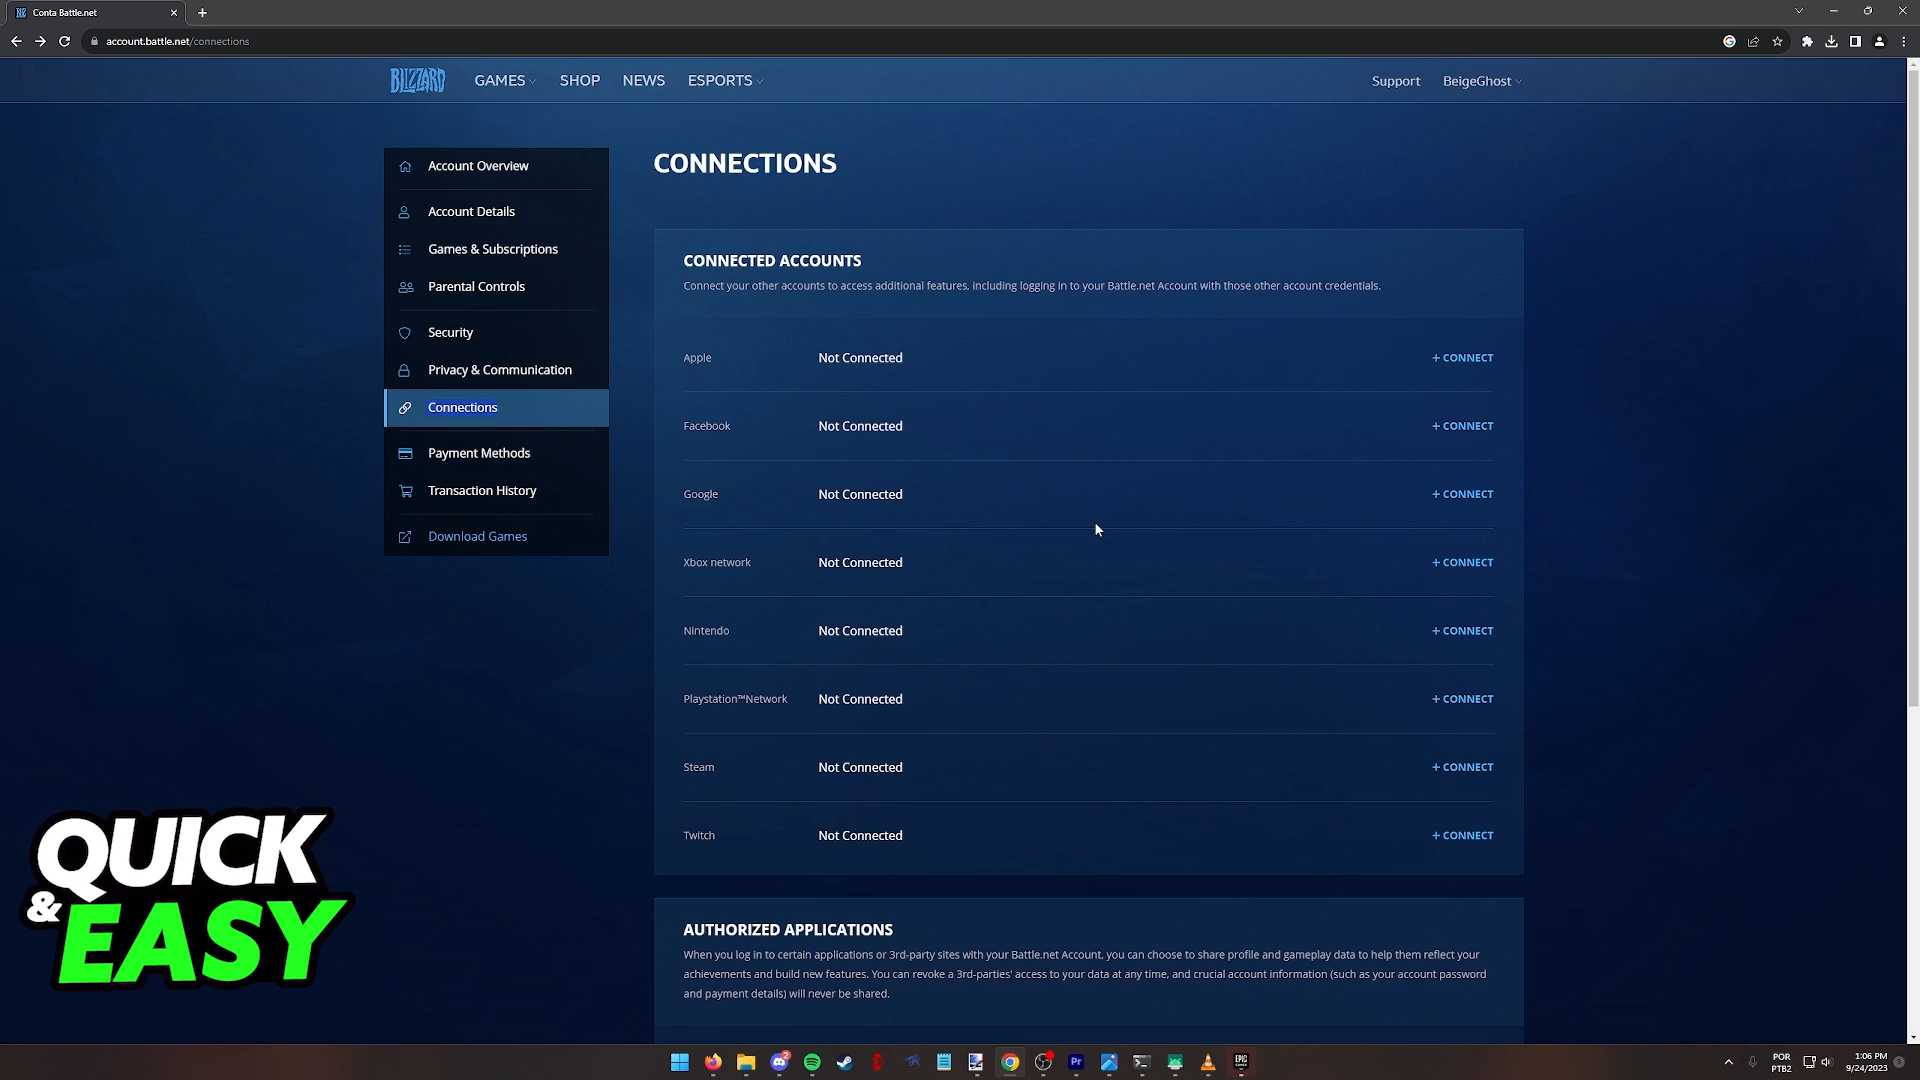 Conta Battle.net
account.battle.net/connections
BLIZZARD
GAMES
SHOP
NEWS
ESPORTS
Support
BeigeGhost
Account Overview
Account Details
Games & Subscriptions
Parental Controls
Security
Privacy & Communication
Connections
Payment Methods
Transaction History
Download Games
CONNECTIONS
CONNECTED ACCOUNTS
Connect your other accounts to access additional features, including logging in to your Battle.net Account with those other account credentials.
Apple Not Connected + CONNECT
Facebook Not Connected + CONNECT
Google Not Connected + CONNECT
Xbox network Not Connected + CONNECT
Nintendo Not Connected + CONNECT
Playstation™Network Not Connected + CONNECT
Steam Not Connected + CONNECT
Twitch Not Connected + CONNECT
AUTHORIZED APPLICATIONS
When you log in to certain applications or 3rd-party sites with your Battle.net Account, you can choose to share profile and gameplay data to help them reflect your
achievements and build new features. You can revoke a 3rd-parties' access to your data at any time, and crucial account information (such as your account password
and payment details) will never be shared.
QUICK
& EASY
2
Pr
EPIC
POR
PTB2
1:06 PM
9/24/2023
3